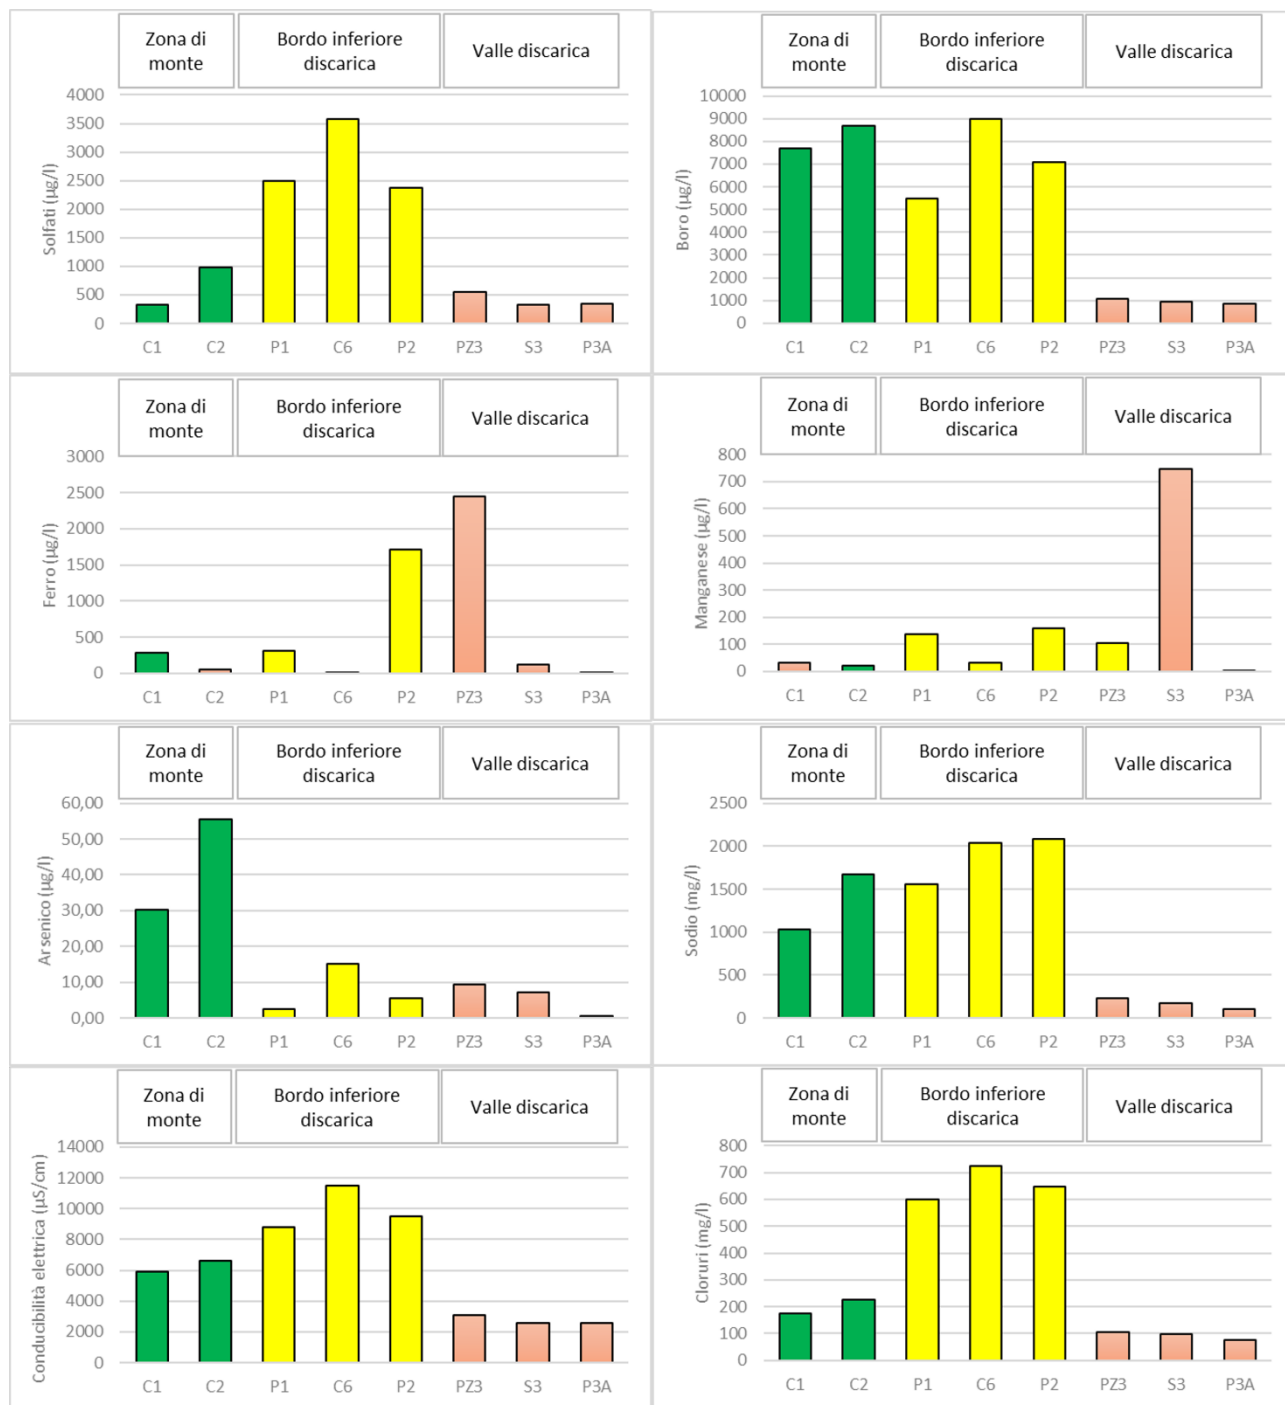 Zona di
monte
Bordo inferiore
discarica
Valle discarica
Solfati (µg/l)
4000
3500
3000
2500
2000
1500
1000
500
0
C1 C2 P1 C6 P2 PZ3 S3 P3A
Zona di
monte
Bordo inferiore
discarica
Valle discarica
Boro (µg/l)
10000
9000
8000
7000
6000
5000
4000
3000
2000
1000
0
C1 C2 P1 C6 P2 PZ3 S3 P3A
Zona di
monte
Bordo inferiore
discarica
Valle discarica
Ferro (µg/l)
3000
2500
2000
1500
1000
500
0
C1 C2 P1 C6 P2 PZ3 S3 P3A
Zona di
monte
Bordo inferiore
discarica
Valle discarica
Manganese (µg/l)
800
700
600
500
400
300
200
100
0
C1 C2 P1 C6 P2 PZ3 S3 P3A
Zona di
monte
Bordo inferiore
discarica
Valle discarica
Arsenico (µg/l)
60,00
50,00
40,00
30,00
20,00
10,00
0,00
C1 C2 P1 C6 P2 PZ3 S3 P3A
Zona di
monte
Bordo inferiore
discarica
Valle discarica
Sodio (mg/l)
2500
2000
1500
1000
500
0
C1 C2 P1 C6 P2 PZ3 S3 P3A
Zona di
monte
Bordo inferiore
discarica
Valle discarica
Conducibilità elettrica (µS/cm)
14000
12000
10000
8000
6000
4000
2000
0
C1 C2 P1 C6 P2 PZ3 S3 P3A
Zona di
monte
Bordo inferiore
discarica
Valle discarica
Cloruri (mg/l)
800
700
600
500
400
300
200
100
0
C1 C2 P1 C6 P2 PZ3 S3 P3A